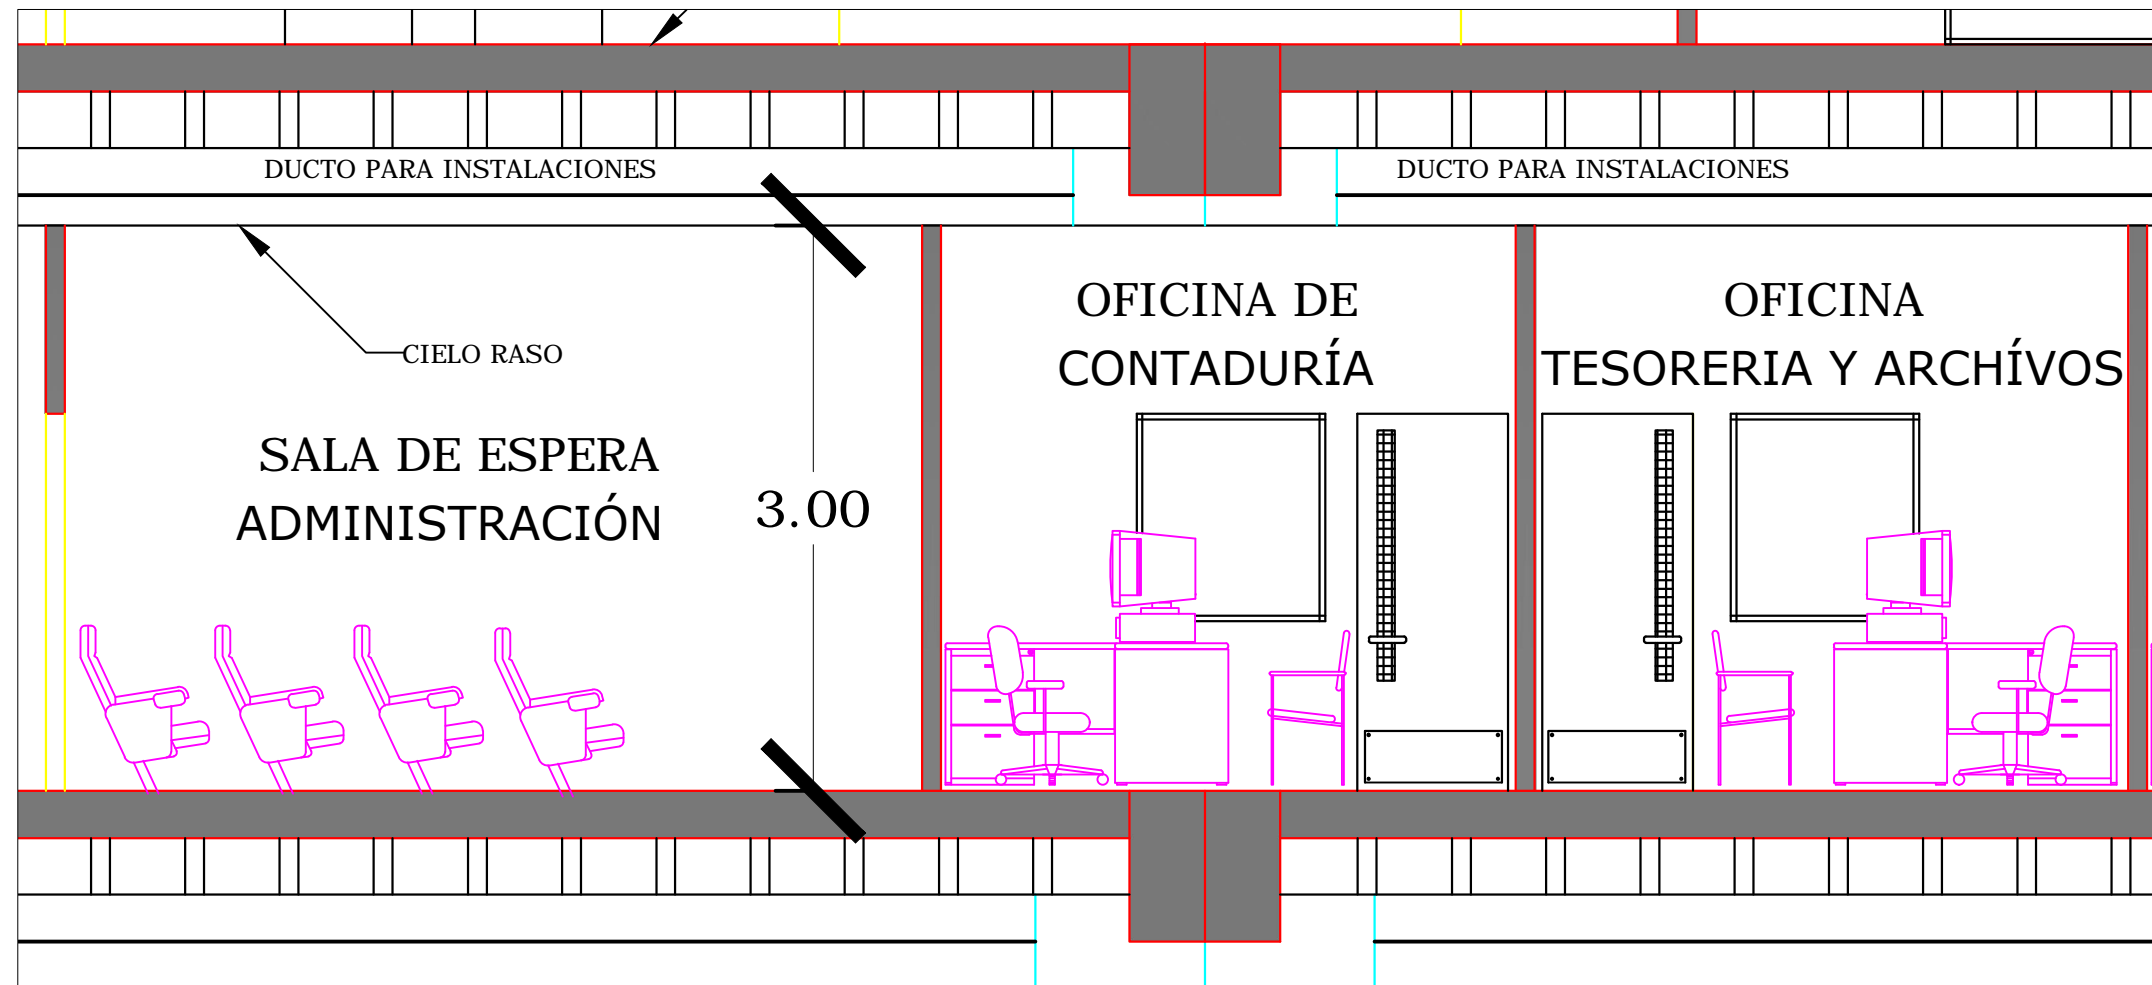 DUCTO PARA INSTALACIONES
DUCTO PARA INSTALACIONES
CIELO RASO
SALA DE ESPERA
ADMINISTRACIÓN
3.00
OFICINA DE
CONTADURÍA
OFICINA
TESORERIA Y ARCHÍVOS